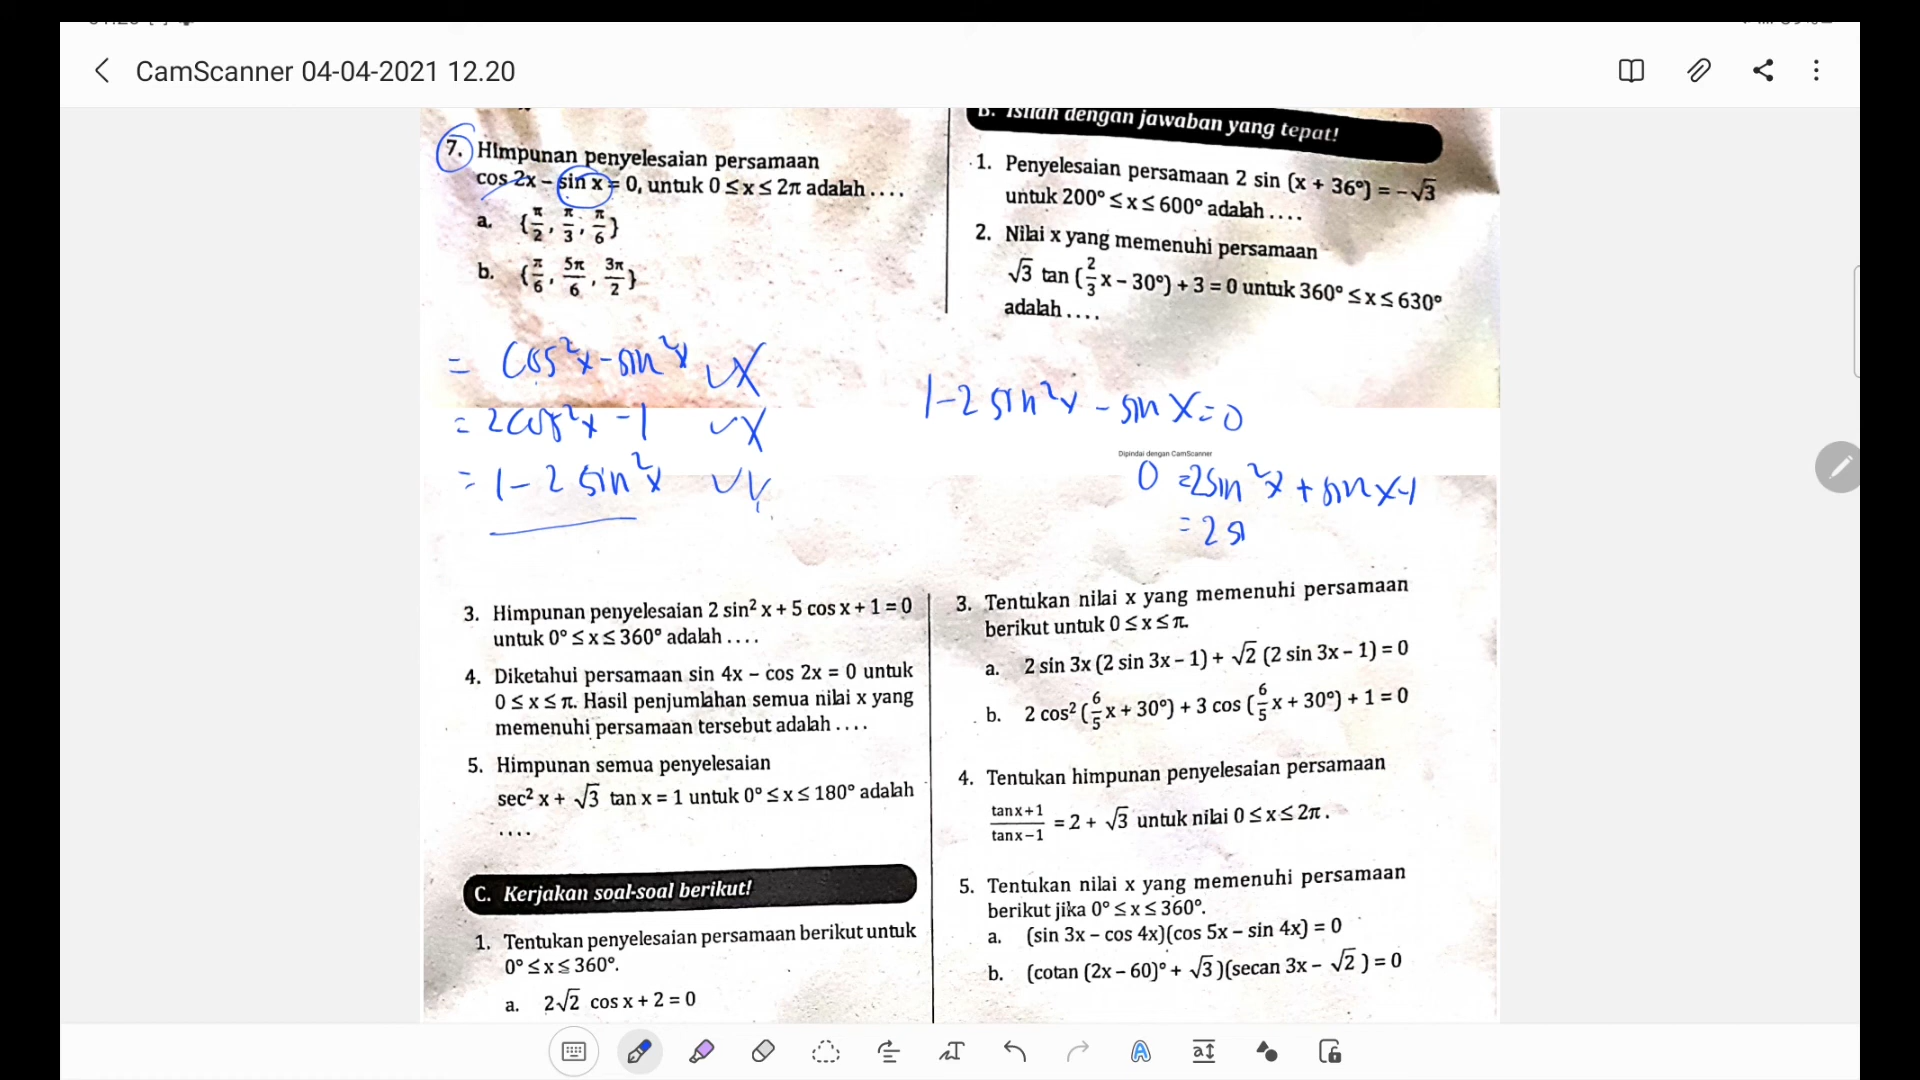 CamScanner 04-04-2021 12.20
7. Himpunan penyelesaian persamaan
cos 2x – sin x = 0, untuk 0 ≤ x ≤ 2π adalah . . . .
a. {π/2, π/3, π/6}
b. {π/6, 5π/6, 3π/2}
B. Isilah dengan jawaban yang tepat!
1. Penyelesaian persamaan 2 sin (x + 36°) = –√3
untuk 200° ≤ x ≤ 600° adalah . . . .
2. Nilai x yang memenuhi persamaan
√3 tan (2/3 x – 30°) + 3 = 0 untuk 360° ≤ x ≤ 630°
adalah . . . .
= cos²x – sin²x
= 2cos²x – 1
= 1 – 2 sin²x
1 – 2 sin²x – sin x = 0
Dipindai dengan CamScanner
0 = 2sin²x + sin x – 1
= 2 si
3. Himpunan penyelesaian 2 sin² x + 5 cos x + 1 = 0
untuk 0° ≤ x ≤ 360° adalah . . . .
4. Diketahui persamaan sin 4x – cos 2x = 0 untuk
0 ≤ x ≤ π. Hasil penjumlahan semua nilai x yang
memenuhi persamaan tersebut adalah . . . .
5. Himpunan semua penyelesaian
sec² x + √3 tan x = 1 untuk 0° ≤ x ≤ 180° adalah
. . . .
C. Kerjakan soal-soal berikut!
1. Tentukan penyelesaian persamaan berikut untuk
0° ≤ x ≤ 360°.
a. 2√2 cos x + 2 = 0
3. Tentukan nilai x yang memenuhi persamaan
berikut untuk 0 ≤ x ≤ π.
a. 2 sin 3x (2 sin 3x – 1) + √2 (2 sin 3x – 1) = 0
b. 2 cos² (6/5 x + 30°) + 3 cos (6/5 x + 30°) + 1 = 0
4. Tentukan himpunan penyelesaian persamaan
tan x + 1 / tan x – 1 = 2 + √3 untuk nilai 0 ≤ x ≤ 2π .
5. Tentukan nilai x yang memenuhi persamaan
berikut jika 0° ≤ x ≤ 360°.
a. (sin 3x – cos 4x)(cos 5x – sin 4x) = 0
b. (cotan (2x – 60)° + √3 )(secan 3x – √2 ) = 0